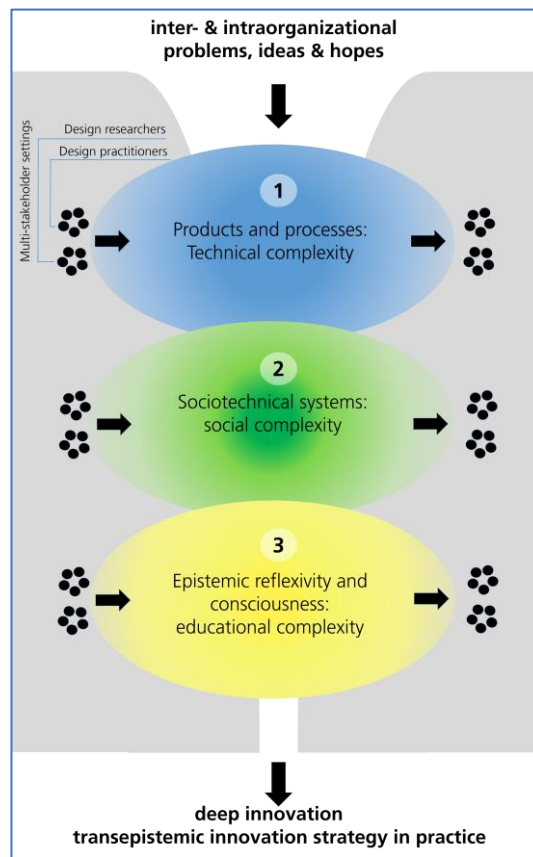 inter- & intraorganizational
problems, ideas & hopes
Multi-stakeholder settings
Design researchers
Design practitioners
1
Products and processes:
Technical complexity
2
Sociotechnical systems:
social complexity
3
Epistemic reflexivity and
consciousness:
educational complexity
deep innovation
transepistemic innovation strategy in practice